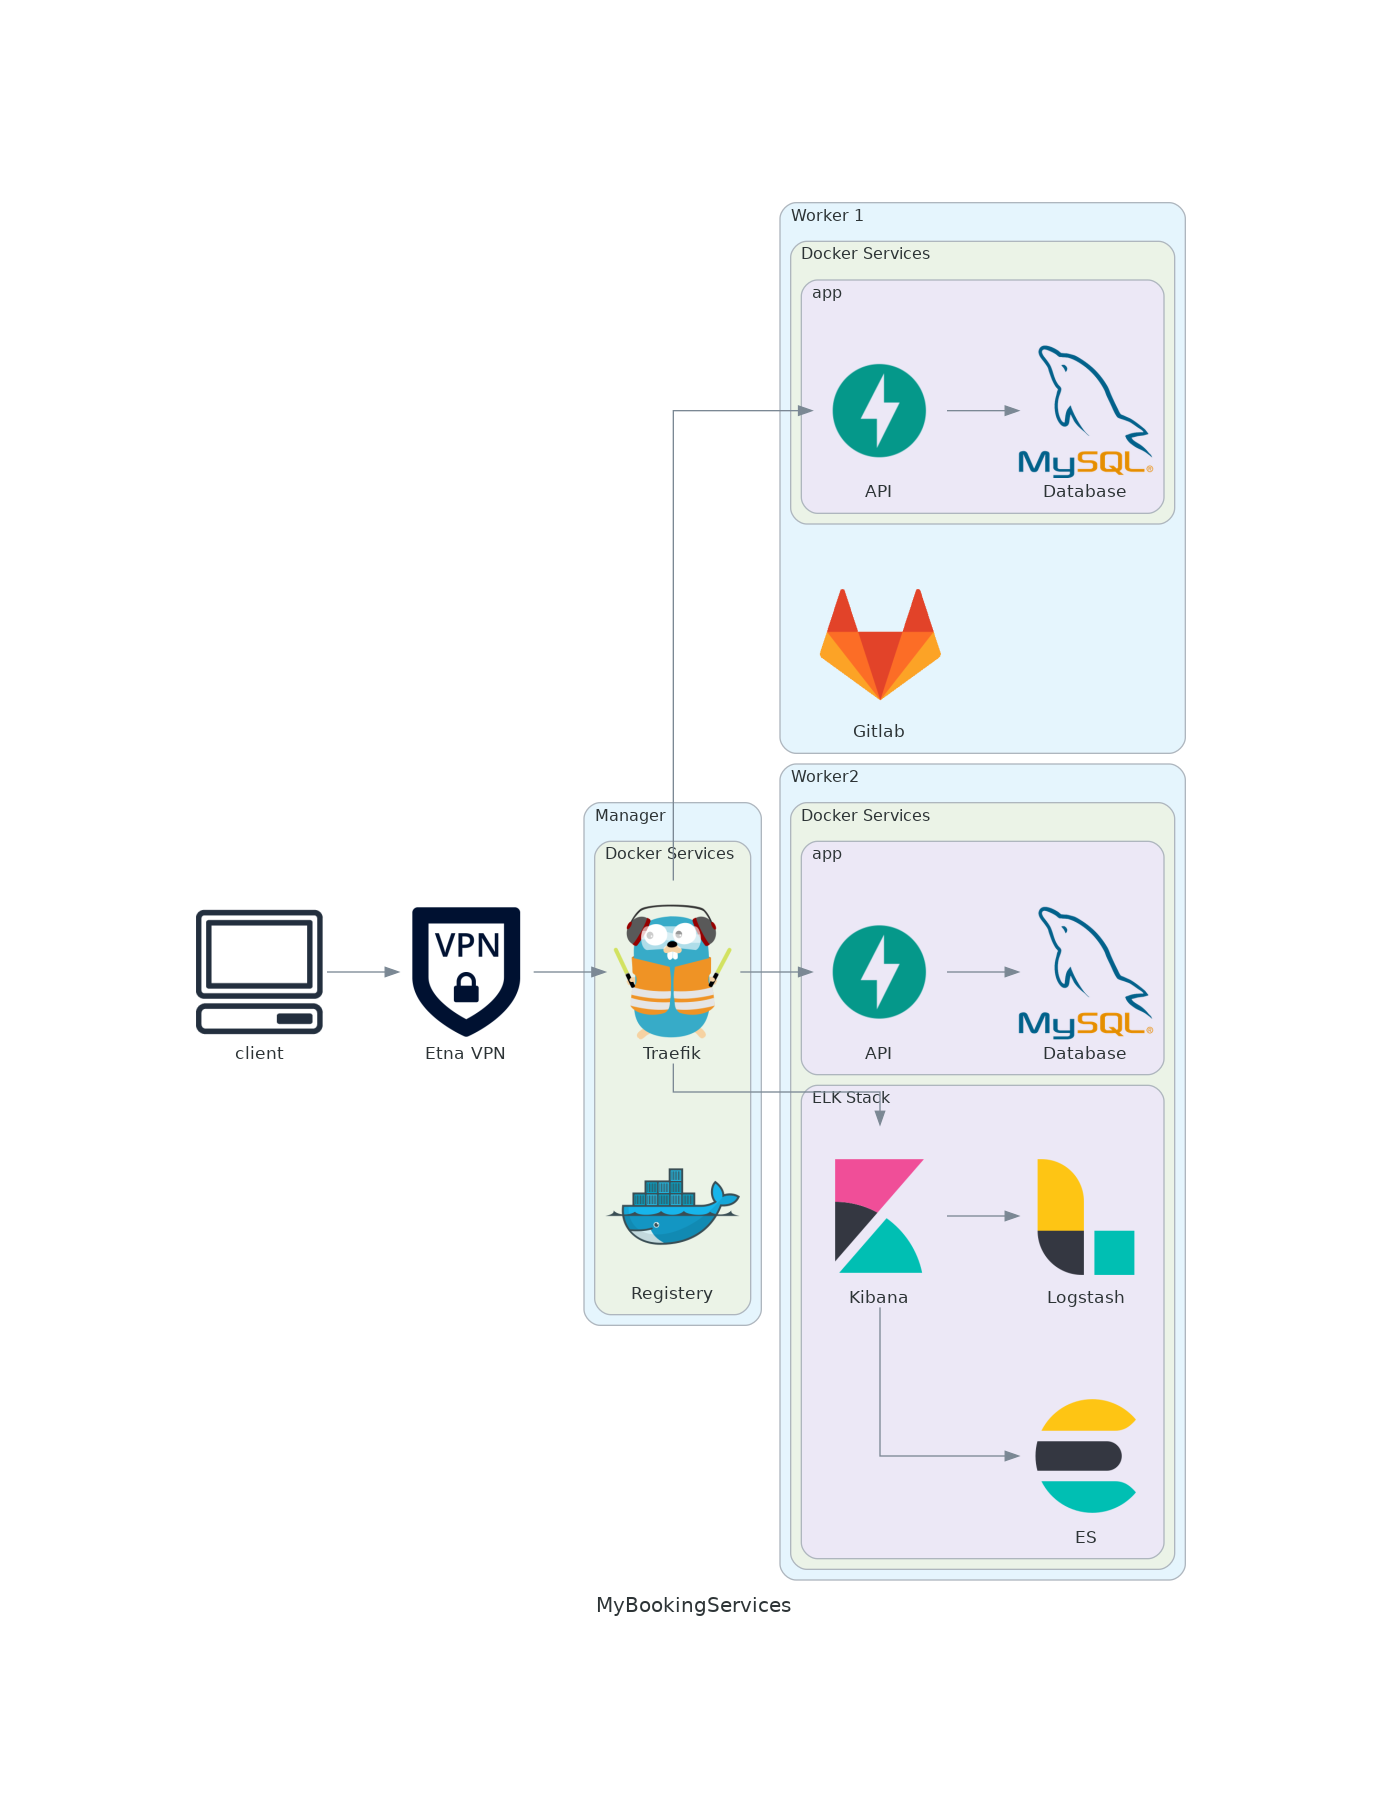 Worker 1
Docker Services
app
MySQL®
API
Database
Gitlab
Worker2
Manager
Docker Services
Docker Services
app
VPN
MySQL®
client
Etna VPN
Traefik
API
Database
ELK Stack
Registery
Kibana
Logstash
ES
MyBookingServices